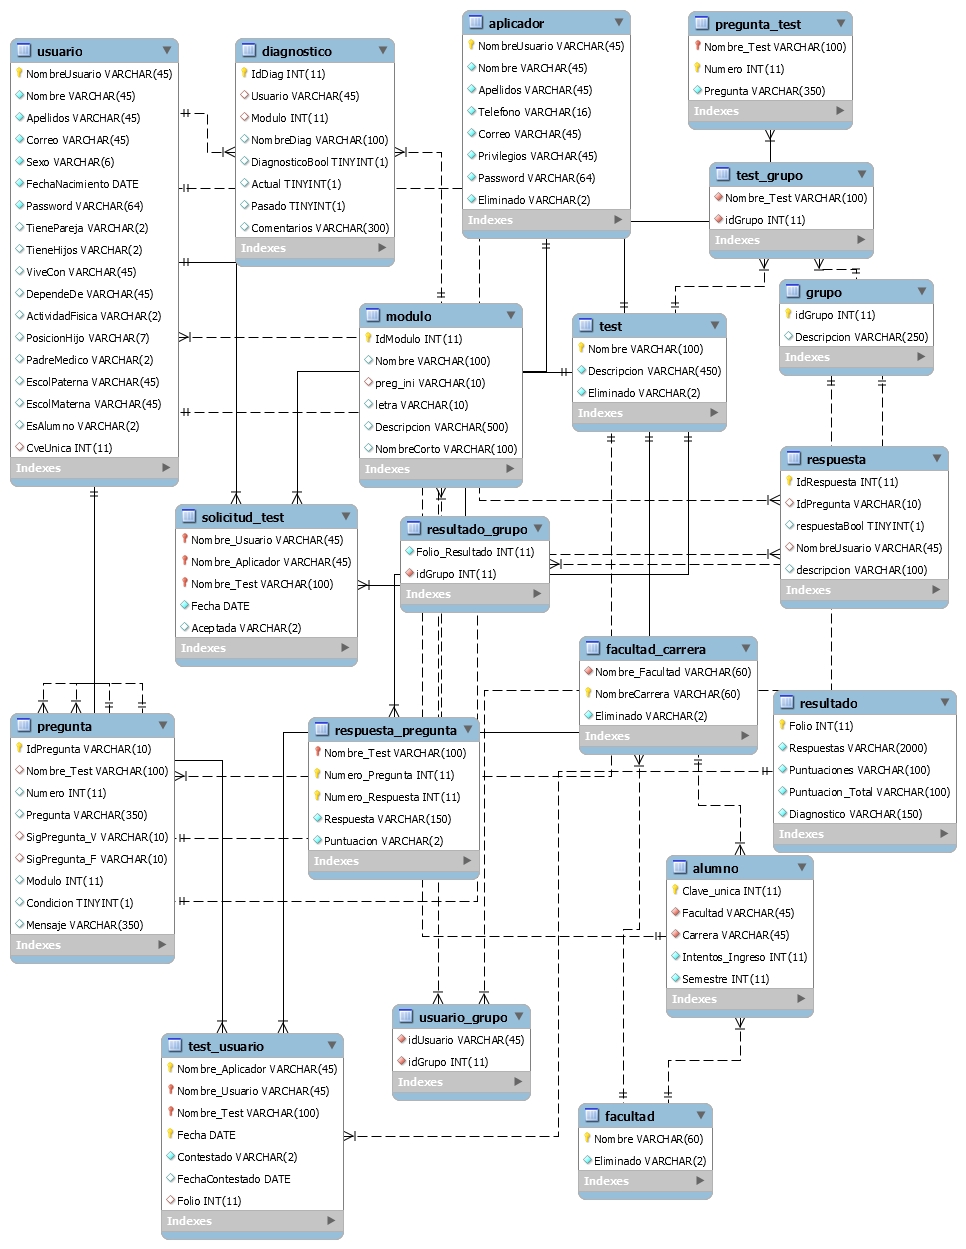 usuario
NombreUsuario VARCHAR(45)
Nombre VARCHAR(45)
Apellidos VARCHAR(45)
Correo VARCHAR(45)
Sexo VARCHAR(6)
FechaNacimiento DATE
Password VARCHAR(64)
TienePareja VARCHAR(2)
TieneHijos VARCHAR(2)
ViveCon VARCHAR(45)
DependeDe VARCHAR(45)
ActividadFisica VARCHAR(2)
PosicionHijo VARCHAR(7)
PadreMedico VARCHAR(2)
EscolPaterna VARCHAR(45)
EscolMaterna VARCHAR(45)
EsAlumno VARCHAR(2)
CveUnica INT(11)
Indexes
diagnostico
IdDiag INT(11)
Usuario VARCHAR(45)
Modulo INT(11)
NombreDiag VARCHAR(100)
DiagnosticoBool TINYINT(1)
Actual TINYINT(1)
Pasado TINYINT(1)
Comentarios VARCHAR(300)
Indexes
aplicador
NombreUsuario VARCHAR(45)
Nombre VARCHAR(45)
Apellidos VARCHAR(45)
Telefono VARCHAR(16)
Correo VARCHAR(45)
Privilegios VARCHAR(45)
Password VARCHAR(64)
Eliminado VARCHAR(2)
Indexes
pregunta_test
Nombre_Test VARCHAR(100)
Numero INT(11)
Pregunta VARCHAR(350)
Indexes
test_grupo
Nombre_Test VARCHAR(100)
idGrupo INT(11)
Indexes
grupo
idGrupo INT(11)
Descripcion VARCHAR(250)
Indexes
modulo
IdModulo INT(11)
Nombre VARCHAR(100)
preg_ini VARCHAR(10)
letra VARCHAR(10)
Descripcion VARCHAR(500)
NombreCorto VARCHAR(100)
Indexes
test
Nombre VARCHAR(100)
Descripcion VARCHAR(450)
Eliminado VARCHAR(2)
Indexes
respuesta
IdRespuesta INT(11)
IdPregunta VARCHAR(10)
respuestaBool TINYINT(1)
NombreUsuario VARCHAR(45)
descripcion VARCHAR(100)
Indexes
solicitud_test
Nombre_Usuario VARCHAR(45)
Nombre_Aplicador VARCHAR(45)
Nombre_Test VARCHAR(100)
Fecha DATE
Aceptada VARCHAR(2)
Indexes
resultado_grupo
Folio_Resultado INT(11)
idGrupo INT(11)
Indexes
facultad_carrera
Nombre_Facultad VARCHAR(60)
NombreCarrera VARCHAR(60)
Eliminado VARCHAR(2)
Indexes
resultado
Folio INT(11)
Respuestas VARCHAR(2000)
Puntuaciones VARCHAR(100)
Puntuacion_Total VARCHAR(100)
Diagnostico VARCHAR(150)
Indexes
pregunta
IdPregunta VARCHAR(10)
Nombre_Test VARCHAR(100)
Numero INT(11)
Pregunta VARCHAR(350)
SigPregunta_V VARCHAR(10)
SigPregunta_F VARCHAR(10)
Modulo INT(11)
Condicion TINYINT(1)
Mensaje VARCHAR(350)
Indexes
respuesta_pregunta
Nombre_Test VARCHAR(100)
Numero_Pregunta INT(11)
Numero_Respuesta INT(11)
Respuesta VARCHAR(150)
Puntuacion VARCHAR(2)
Indexes
alumno
Clave_unica INT(11)
Facultad VARCHAR(45)
Carrera VARCHAR(45)
Intentos_Ingreso INT(11)
Semestre INT(11)
Indexes
usuario_grupo
idUsuario VARCHAR(45)
idGrupo INT(11)
Indexes
test_usuario
Nombre_Aplicador VARCHAR(45)
Nombre_Usuario VARCHAR(45)
Nombre_Test VARCHAR(100)
Fecha DATE
Contestado VARCHAR(2)
FechaContestado DATE
Folio INT(11)
Indexes
facultad
Nombre VARCHAR(60)
Eliminado VARCHAR(2)
Indexes